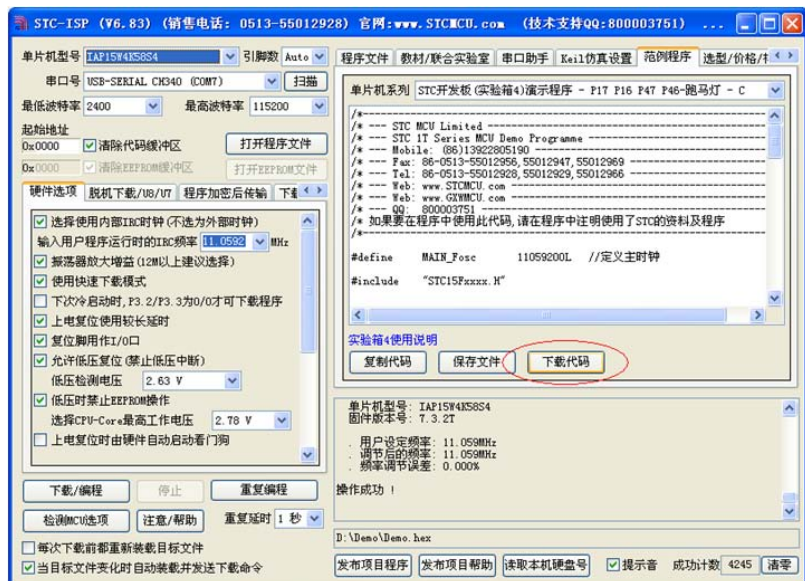 STC-ISP (V6.83) (销售电话: 0513-55012928) 官网:www.STCMCU.com (技术支持QQ:800003751) ...
单片机型号 IAP15W4K58S4 引脚数 Auto
串口号 USB-SERIAL CH340 (COM7) 扫描
最低波特率 2400 最高波特率 115200
起始地址
0x0000 清除代码缓冲区 打开程序文件
0x0000 清除EEPROM缓冲区 打开EEPROM文件
硬件选项 脱机下载/U8/U7 程序加密后传输
选择使用内部IRC时钟(不选为外部时钟)
输入用户程序运行时的IRC频率 11.0592 MHz
振荡器放大增益(12M以上建议选择)
使用快速下载模式
下次冷启动时,P3.2/P3.3为0/0才可下载程序
上电复位使用较长延时
复位脚用作I/O口
允许低压复位(禁止低压中断)
低压检测电压 2.63 V
低压时禁止EEPROM操作
选择CPU-Core最高工作电压 2.78 V
上电复位时由硬件自动启动看门狗
下载/编程 停止 重复编程
检测MCU选项 注意/帮助 重复延时 1 秒
每次下载前都重新装载目标文件
当目标文件变化时自动装载并发送下载命令
程序文件 教材/联合实验室 串口助手 Keil仿真设置 范例程序 选型/价格/
单片机系列 STC开发板(实验箱4)演示程序 - P17 P16 P47 P46-跑马灯 - C
/*
/* --- STC MCU Limited
/* --- STC 1T Series MCU Demo Programme
/* --- Mobile: (86)13922805190
/* --- Fax: 86-0513-55012956,55012947,55012969
/* --- Tel: 86-0513-55012928,55012929,55012966
/* --- Web: www.STCMCU.com
/* --- Web: www.GXWMCU.com
/* --- QQ: 800003751
/* 如果要在程序中使用此代码,请在程序中注明使用了STC的资料及程序
/*
#define MAIN_Fosc 11059200L //定义主时钟
#include "STC15Fxxxx.H"
实验箱4使用说明
复制代码 保存文件 下载代码
单片机型号: IAP15W4K58S4
固件版本号: 7.3.2T
. 用户设定频率: 11.059MHz
. 调节后的频率: 11.059MHz
. 频率调节误差: 0.000%
操作成功 !
D:\Demo\Demo.hex
发布项目程序 发布项目帮助 读取本机硬盘号 提示音 成功计数 4245 清零